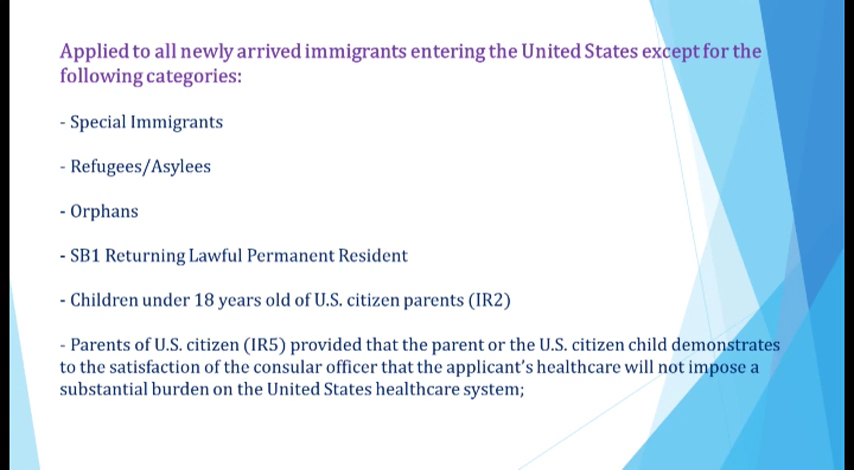 Applied to all newly arrived immigrants entering the United States except for the
following categories:
- Special Immigrants
- Refugees/Asylees
- Orphans
- SB1 Returning Lawful Permanent Resident
- Children under 18 years old of U.S. citizen parents (IR2)
- Parents of U.S. citizen (IR5) provided that the parent or the U.S. citizen child demonstrates
to the satisfaction of the consular officer that the applicant's healthcare will not impose a
substantial burden on the United States healthcare system;